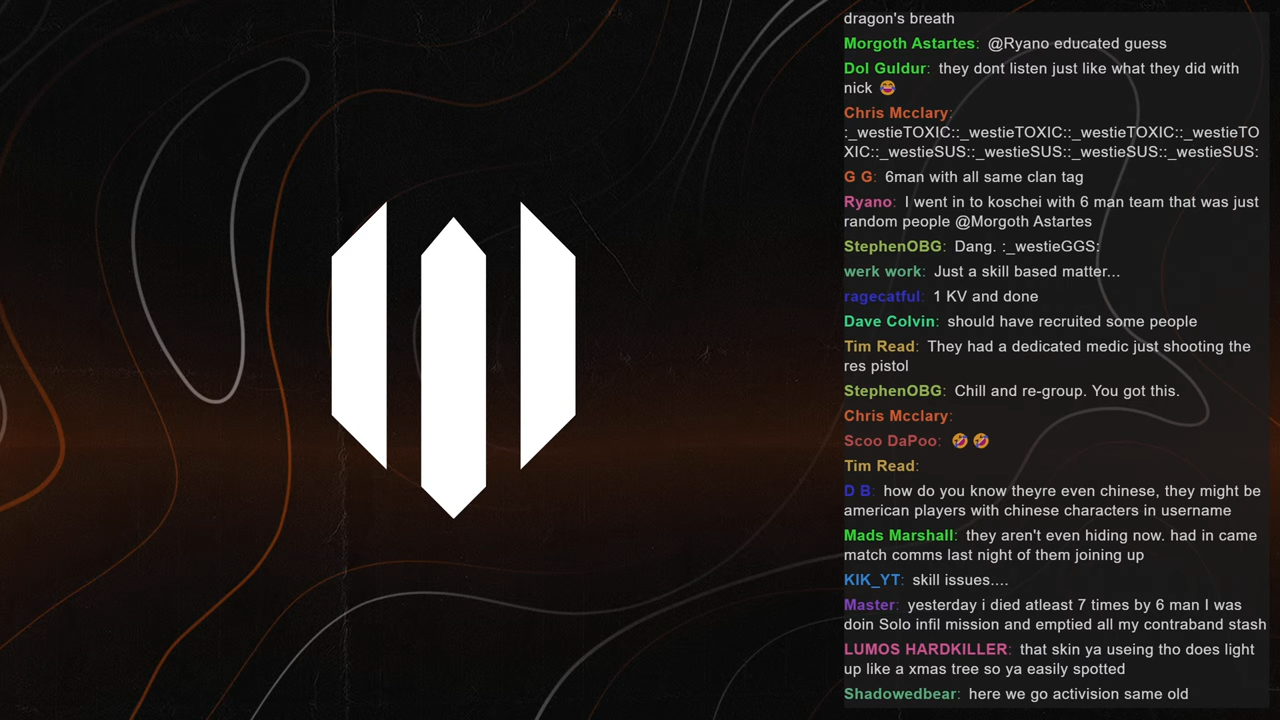 dragon's breath
Morgoth Astartes: @Ryano educated guess
Dol Guldur: they dont listen just like what they did with
nick 😂
Chris Mcclary:
:_westieTOXIC::_westieTOXIC::_westieTOXIC::_westieTO
XIC::_westieSUS::_westieSUS::_westieSUS::_westieSUS:
G G: 6man with all same clan tag
Ryano: I went in to koschei with 6 man team that was just
random people @Morgoth Astartes
StephenOBG: Dang. :_westieGGS:
werk work: Just a skill based matter...
ragecatful: 1 KV and done
Dave Colvin: should have recruited some people
Tim Read: They had a dedicated medic just shooting the
res pistol
StephenOBG: Chill and re-group. You got this.
Chris Mcclary:
Scoo DaPoo: 🤣 🤣
Tim Read:
D B: how do you know theyre even chinese, they might be
american players with chinese characters in username
Mads Marshall: they aren't even hiding now. had in came
match comms last night of them joining up
KIK_YT: skill issues....
Master: yesterday i died atleast 7 times by 6 man I was
doin Solo infil mission and emptied all my contraband stash
LUMOS HARDKILLER: that skin ya useing tho does light
up like a xmas tree so ya easily spotted
Shadowedbear: here we go activision same old